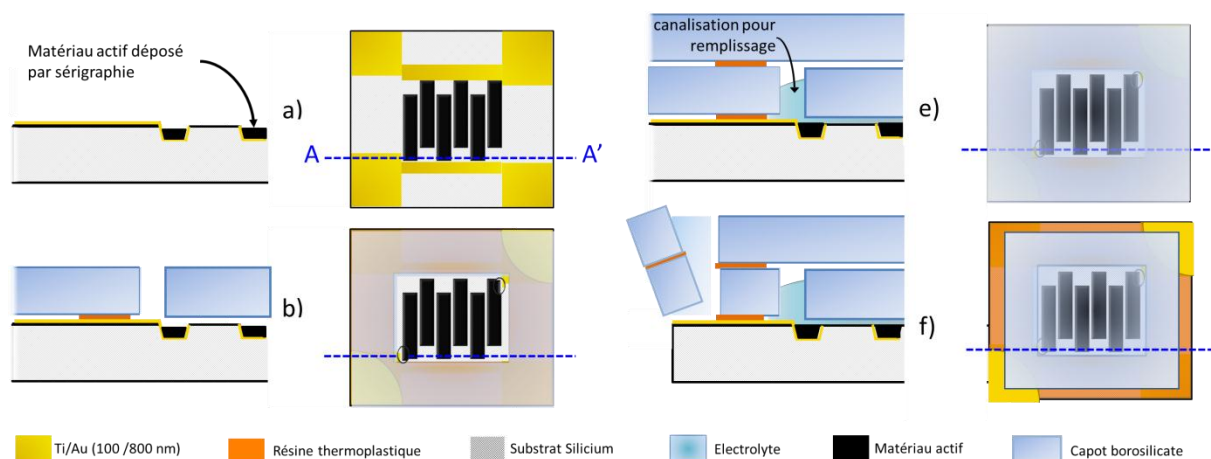 Matériau actif déposé
par sérigraphie
a)
A
A'
b)
canalisation pour
remplissage
e)
f)
Ti/Au (100 /800 nm)
Résine thermoplastique
Substrat Silicium
Electrolyte
Matériau actif
Capot borosilicate